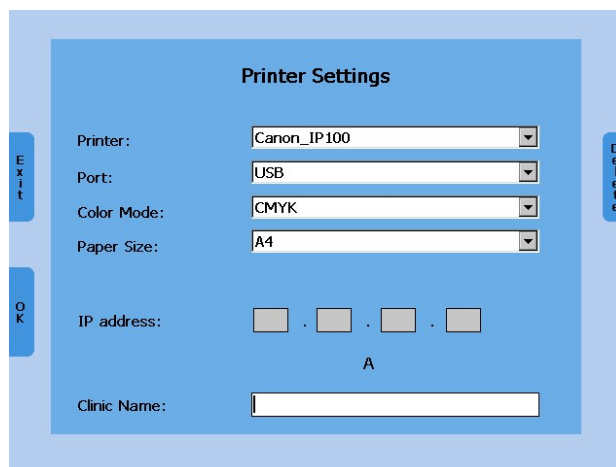 Printer Settings
Printer: Canon_IP100
Port: USB
Color Mode: CMYK
Paper Size: A4
IP address: . . .
A
Clinic Name:
Exit
OK
Delete